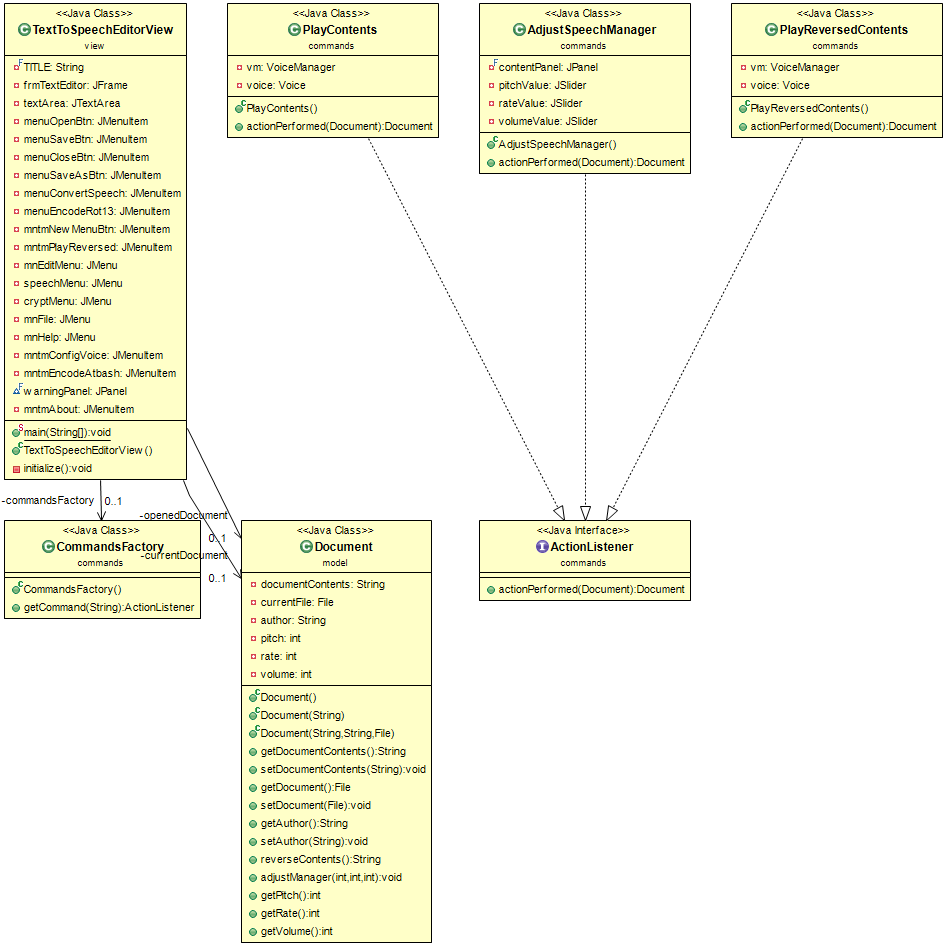 <<Java Class>>
TextToSpeechEditorView
view
TITLE: String
frmTextEditor: JFrame
textArea: JTextArea
menuOpenBtn: JMenuItem
menuSaveBtn: JMenuItem
menuCloseBtn: JMenuItem
menuSaveAsBtn: JMenuItem
menuConvertSpeech: JMenuItem
menuEncodeRot13: JMenuItem
mntmNewMenuBtn: JMenuItem
mntmPlayReversed: JMenuItem
mnEditMenu: JMenu
speechMenu: JMenu
cryptMenu: JMenu
mnFile: JMenu
mnHelp: JMenu
mntmConfigVoice: JMenuItem
mntmEncodeAtbash: JMenuItem
warningPanel: JPanel
mntmAbout: JMenuItem
main(String[]):void
TextToSpeechEditorView()
initialize():void
<<Java Class>>
PlayContents
commands
vm: VoiceManager
voice: Voice
PlayContents()
actionPerformed(Document):Document
<<Java Class>>
AdjustSpeechManager
commands
contentPanel: JPanel
pitchValue: JSlider
rateValue: JSlider
volumeValue: JSlider
AdjustSpeechManager()
actionPerformed(Document):Document
<<Java Class>>
PlayReversedContents
commands
vm: VoiceManager
voice: Voice
PlayReversedContents()
actionPerformed(Document):Document
-commandsFactory
0..1
-openedDocument
0..1
-currentDocument
0..1
<<Java Class>>
CommandsFactory
commands
CommandsFactory()
getCommand(String):ActionListener
<<Java Class>>
Document
model
documentContents: String
currentFile: File
author: String
pitch: int
rate: int
volume: int
Document()
Document(String)
Document(String,String,File)
getDocumentContents():String
setDocumentContents(String):void
getDocument():File
setDocument(File):void
getAuthor():String
setAuthor(String):void
reverseContents():String
adjustManager(int,int,int):void
getPitch():int
getRate():int
getVolume():int
<<Java Interface>>
ActionListener
commands
actionPerformed(Document):Document